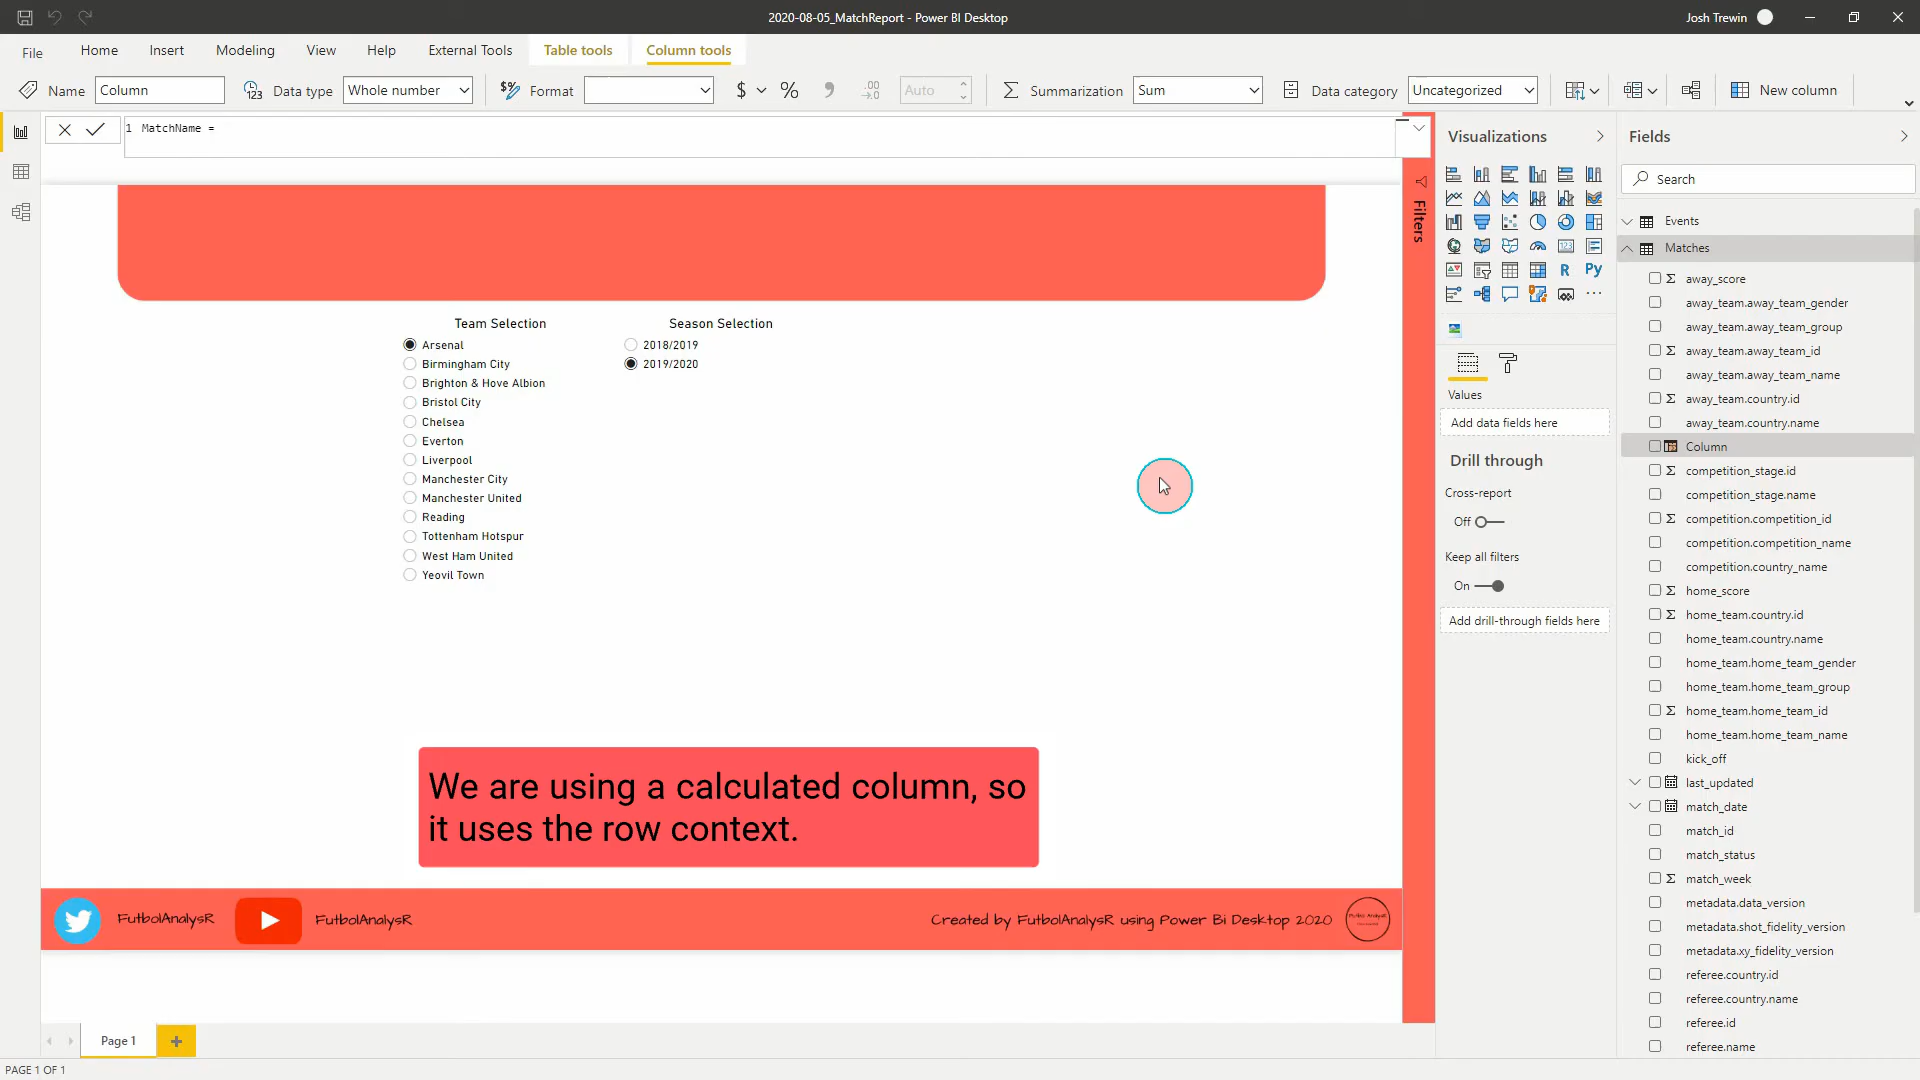 2020-08-05_MatchReport - Power BI Desktop
Josh Trewin
File Home Insert Modeling View Help External Tools Table tools Column tools
Name Column Data type Whole number Format $ % Auto Summarization Sum Data category Uncategorized New column
1 MatchName =
Team Selection
Arsenal
Birmingham City
Brighton & Hove Albion
Bristol City
Chelsea
Everton
Liverpool
Manchester City
Manchester United
Reading
Tottenham Hotspur
West Ham United
Yeovil Town
Season Selection
2018/2019
2019/2020
We are using a calculated column, so
it uses the row context.
FutbolAnalysR
FutbolAnalysR
Created by FutbolAnalysR using Power Bi Desktop 2020
Page 1
PAGE 1 OF 1
Filters
Visualizations
R Py
Values
Add data fields here
Drill through
Cross-report
Off
Keep all filters
On
Add drill-through fields here
Fields
Search
Events
Matches
away_score
away_team.away_team_gender
away_team.away_team_group
away_team.away_team_id
away_team.away_team_name
away_team.country.id
away_team.country.name
Column
competition_stage.id
competition_stage.name
competition.competition_id
competition.competition_name
competition.country_name
home_score
home_team.country.id
home_team.country.name
home_team.home_team_gender
home_team.home_team_group
home_team.home_team_id
home_team.home_team_name
kick_off
last_updated
match_date
match_id
match_status
match_week
metadata.data_version
metadata.shot_fidelity_version
metadata.xy_fidelity_version
referee.country.id
referee.country.name
referee.id
referee.name